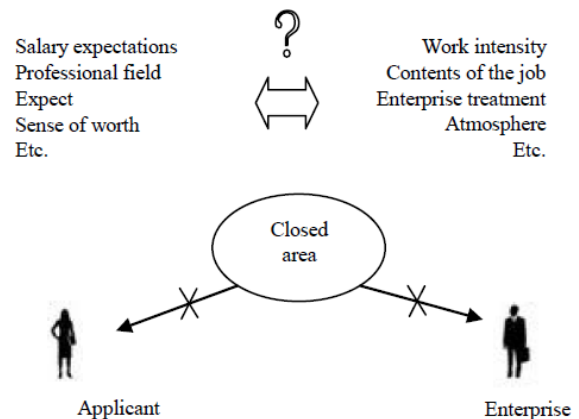 ?
Salary expectations
Professional field
Expect
Sense of worth
Etc.
Work intensity
Contents of the job
Enterprise treatment
Atmosphere
Etc.
Closed
area
Applicant
Enterprise